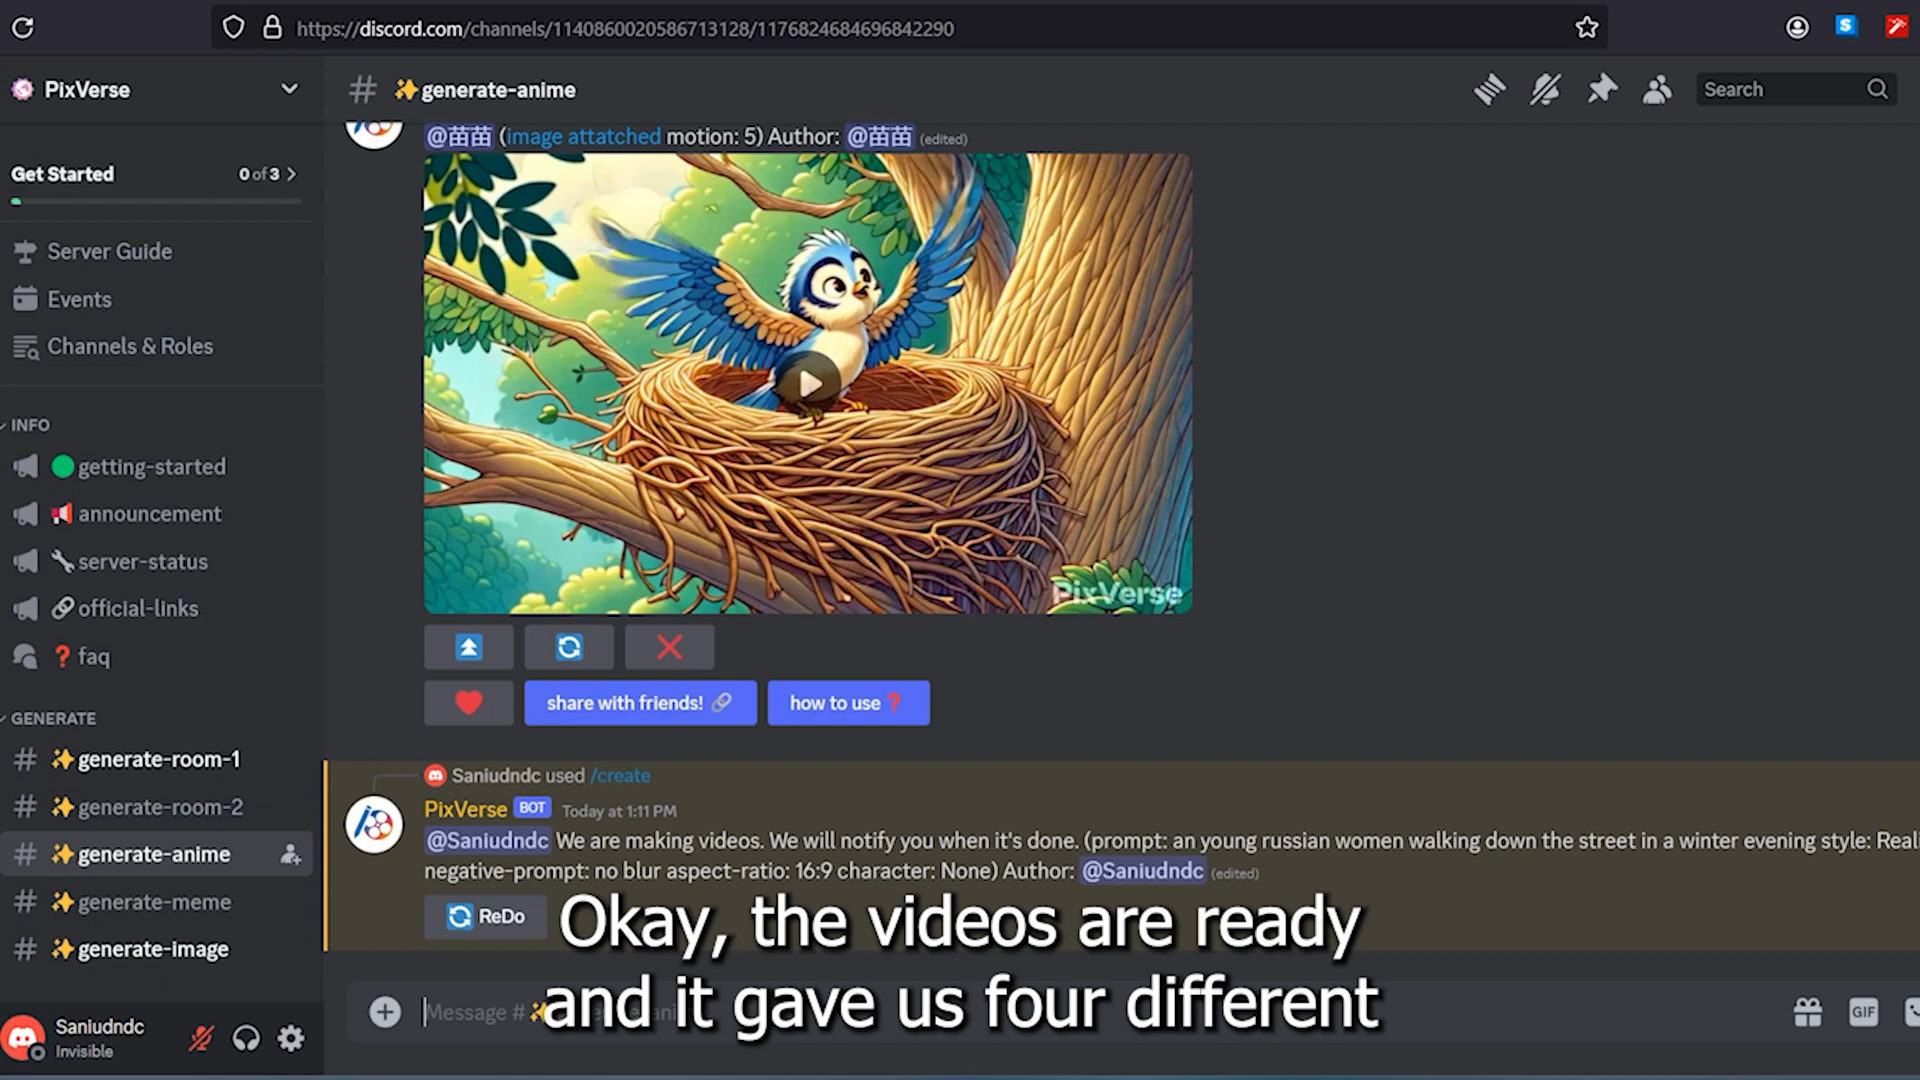 https://discord.com/channels/1140860020586713128/1176824684696842290
PixVerse
generate-anime
Search
@苗苗 (image attatched motion: 5) Author: @苗苗 (edited)
Get Started
0 of 3
Server Guide
Events
Channels & Roles
INFO
getting-started
announcement
server-status
official-links
faq
GENERATE
generate-room-1
generate-room-2
generate-anime
generate-meme
generate-image
Saniudndc
Invisible
PixVerse
share with friends!
how to use ?
Saniudndc used /create
PixVerse BOT Today at 1:11 PM
@Saniudndc We are making videos. We will notify you when it's done. (prompt: an young russian women walking down the street in a winter evening style: Reali
negative-prompt: no blur aspect-ratio: 16:9 character: None) Author: @Saniudndc (edited)
ReDo
Okay, the videos are ready
and it gave us four different
Message #
GIF